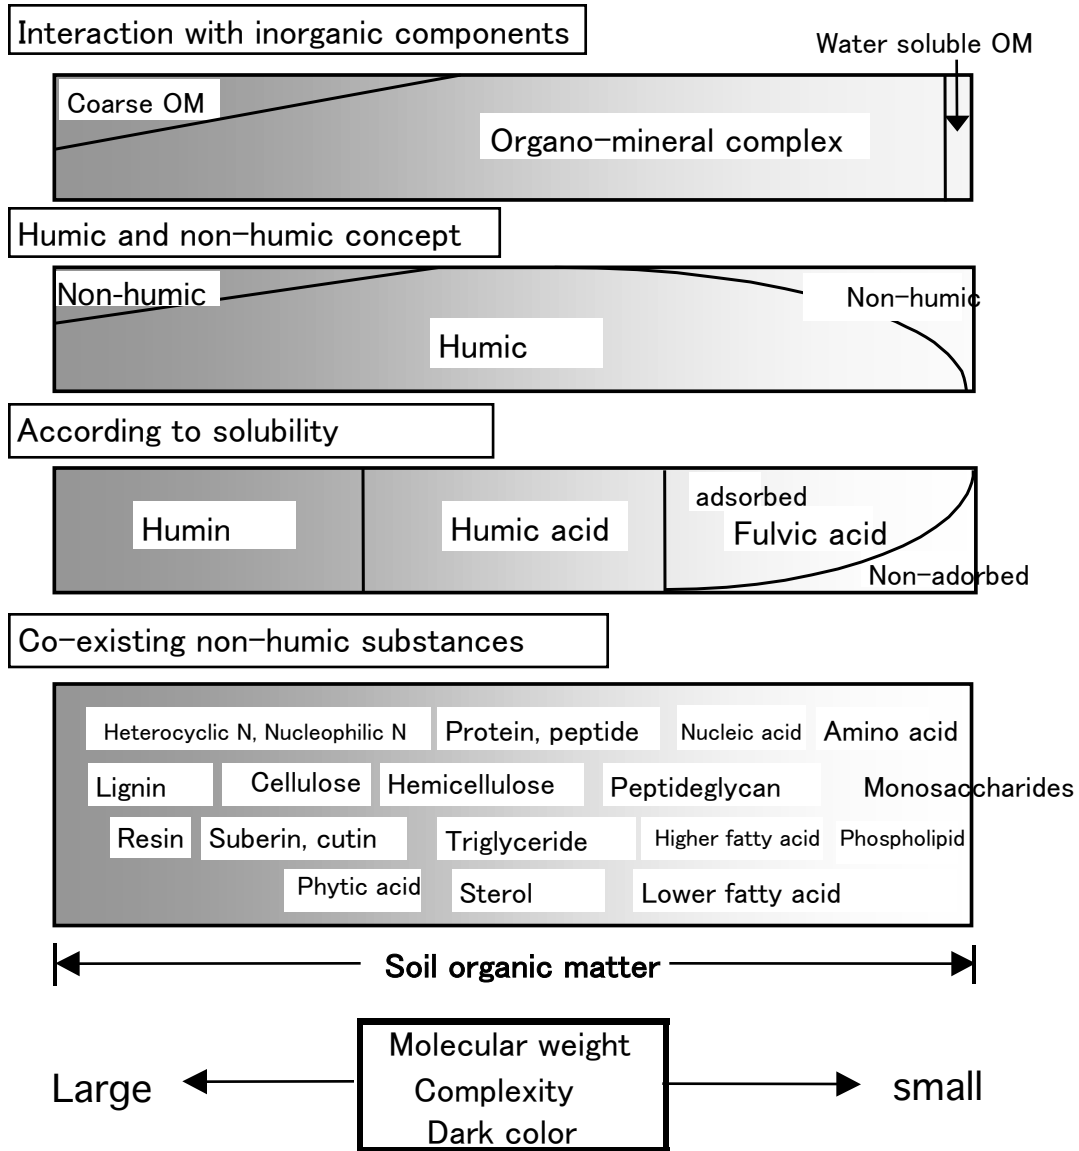 Interaction with inorganic components
Water soluble OM
Coarse OM
Organo-mineral complex
Humic and non-humic concept
Non-humic
Non-humic
Humic
According to solubility
adsorbed
Humin
Humic acid
Fulvic acid
Non-adorbed
Co-existing non-humic substances
Heterocyclic N, Nucleophilic N
Protein, peptide
Nucleic acid
Amino acid
Lignin
Cellulose
Hemicellulose
Peptideglycan
Monosaccharides
Resin
Suberin, cutin
Triglyceride
Higher fatty acid
Phospholipid
Phytic acid
Sterol
Lower fatty acid
Soil organic matter
Molecular weight
Large
Complexity
small
Dark color